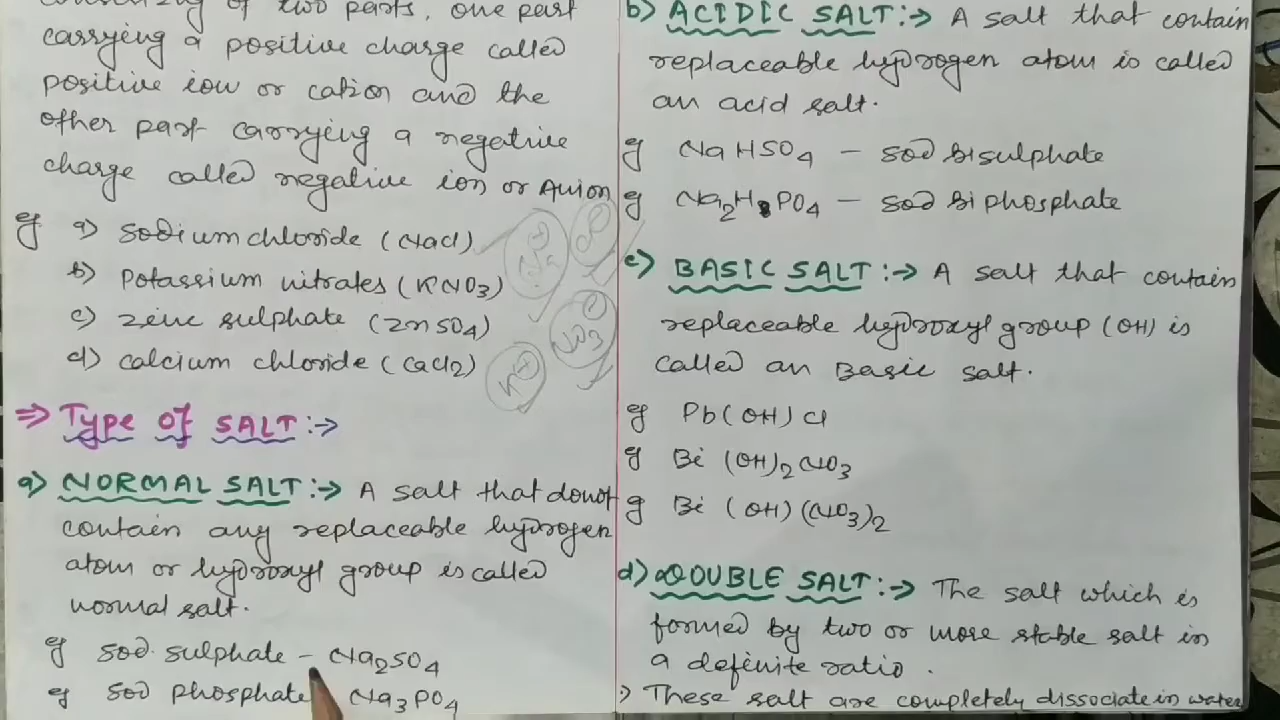 consisting of two parts, one part
carrying a positive charge called
positive ion or cation and the
other part carrying a negative
charge called negative ion or Anion
eg a) sodium chloride (Nacl)
b) potassium nitrates (KNO3)
c) zinc sulphate (ZnSO4)
d) calcium chloride (CaCl2)
⇒ Type of SALT:→
a) NORMAL SALT:→ A salt that donot
contain any replaceable hydrogen
atom or hydroxyl group is called
normal salt.
eg sod. sulphate – Na2SO4
eg sod phosphate Na3PO4
b) ACIDIC SALT:→ A salt that contain
replaceable hydrogen atom is called
an acid salt.
eg NaHSO4 – sod bisulphate
eg Na2H PO4 – sod biphosphate
c) BASIC SALT:→ A salt that contain
replaceable hydroxyl group (OH) is
called an Basic salt.
eg Pb(OH)Cl
eg Bi (OH)2NO3
eg Bi (OH)(NO3)2
d) DOUBLE SALT:→ The salt which is
formed by two or more stable salt in
a definite ratio.
> These salt are completely dissociate in water
Na+
Cl-
NO3-
K+